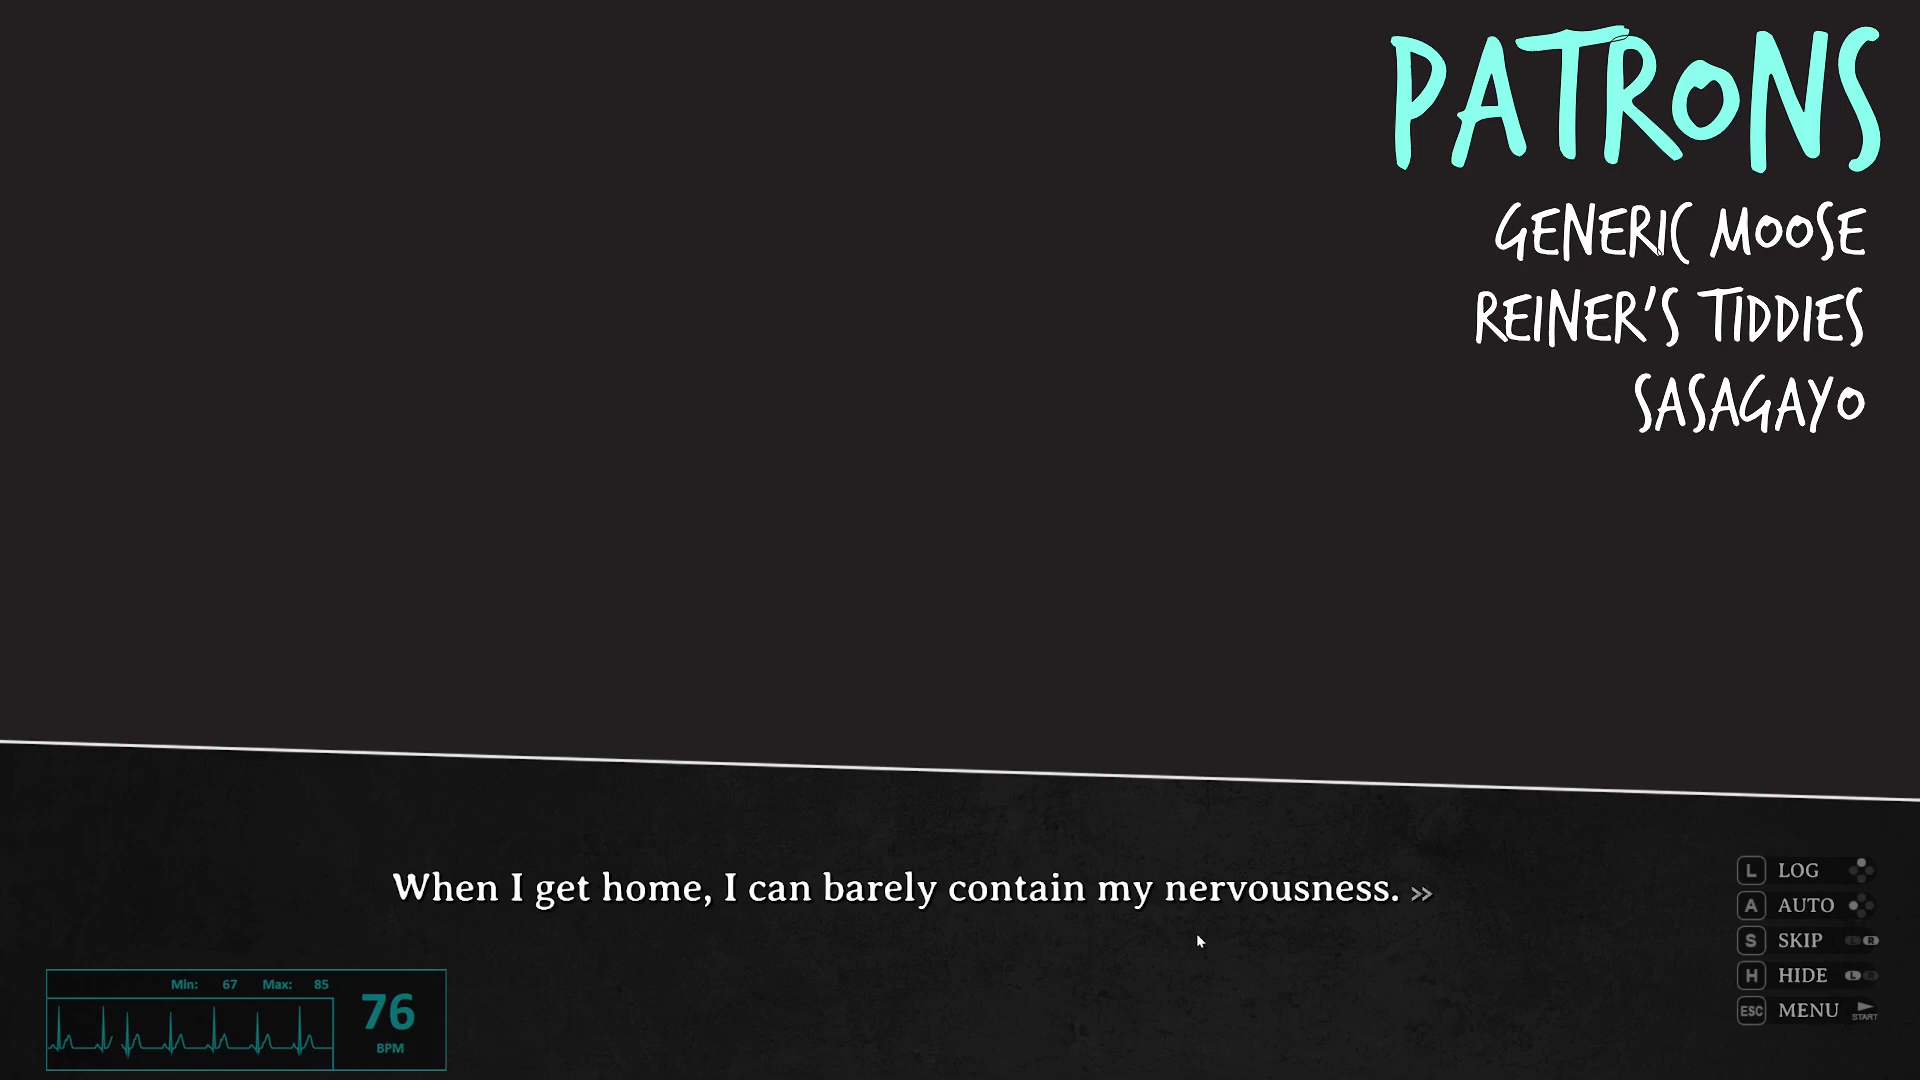 PATRONS
GENERIC MOOSE
REINER'S TIDDIES
SASAGAYO
When I get home, I can barely contain my nervousness. »
L LOG
A AUTO
S SKIP L R
H HIDE L R
ESC MENU START
Min: 67 Max: 85
76
BPM